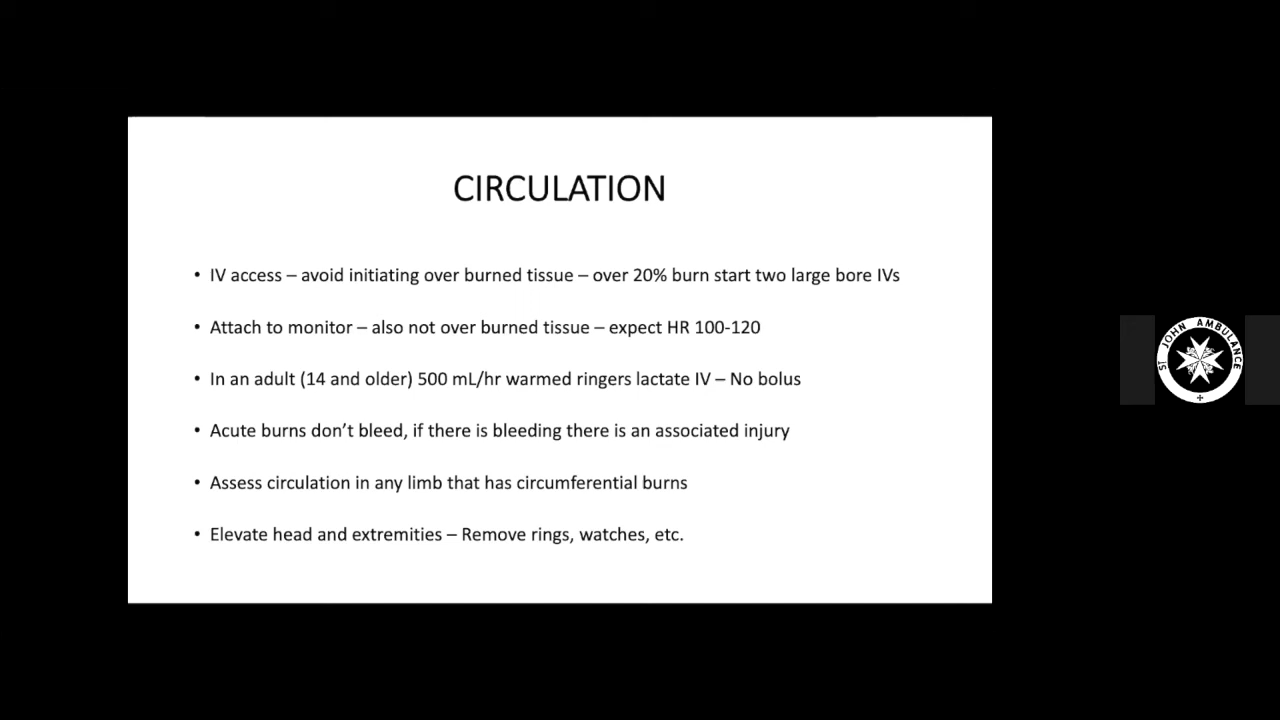 CIRCULATION
• IV access – avoid initiating over burned tissue – over 20% burn start two large bore IVs
• Attach to monitor – also not over burned tissue – expect HR 100-120
• In an adult (14 and older) 500 mL/hr warmed ringers lactate IV – No bolus
• Acute burns don’t bleed, if there is bleeding there is an associated injury
• Assess circulation in any limb that has circumferential burns
• Elevate head and extremities – Remove rings, watches, etc.
ST JOHN AMBULANCE